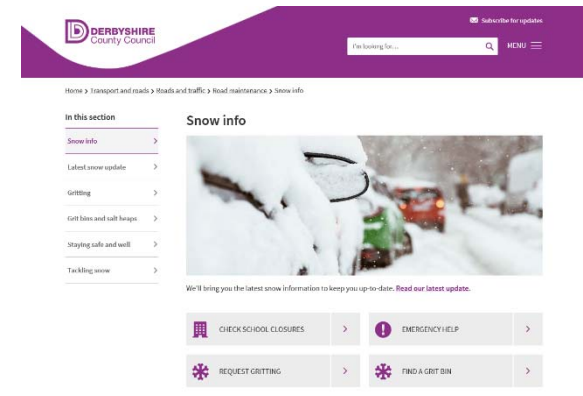 Subscribe for updates
DERBYSHIRE
County Council
I'm looking for...
MENU
Home > Transport and roads > Roads and traffic > Road maintenance > Snow info
In this section
Snow info
Latest snow update
Gritting
Grit bins and salt heaps
Staying safe and well
Tackling snow
Snow info
We'll bring you the latest snow information to keep you up-to-date. Read our latest update.
CHECK SCHOOL CLOSURES
EMERGENCY HELP
REQUEST GRITTING
FIND A GRIT BIN